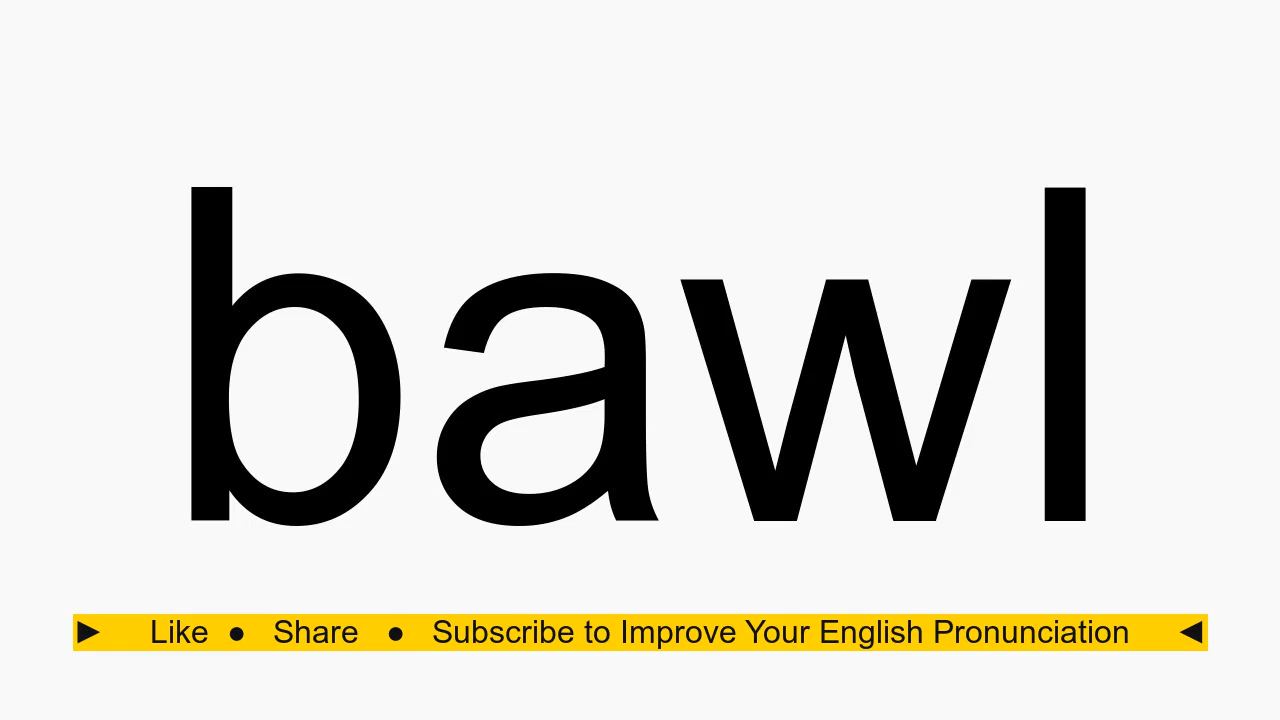 bawl
► Like ● Share ● Subscribe to Improve Your English Pronunciation ◄